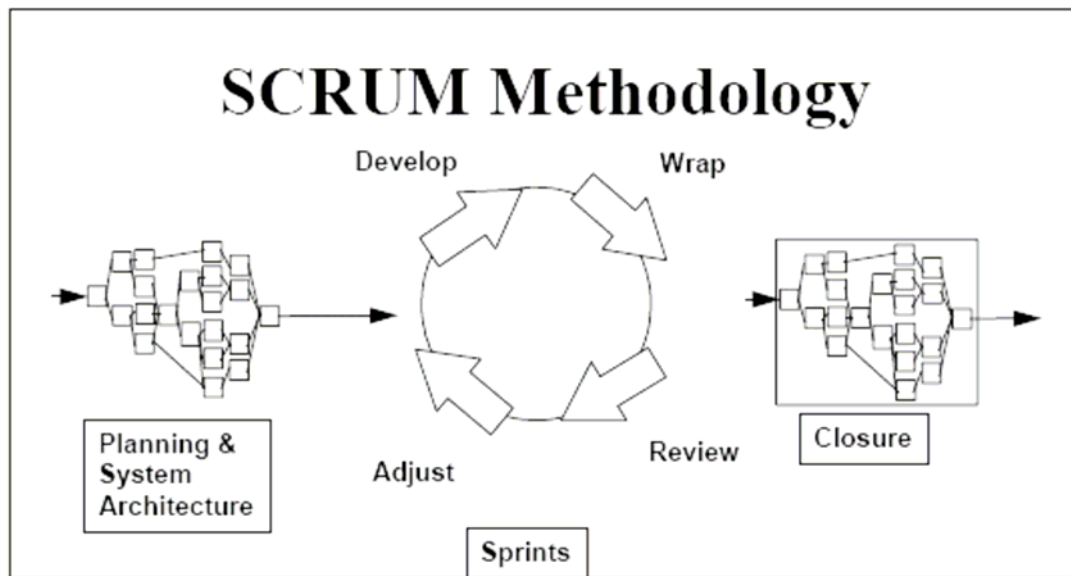 SCRUM Methodology
Develop
Wrap
Planning &
System
Architecture
Adjust
Review
Closure
Sprints